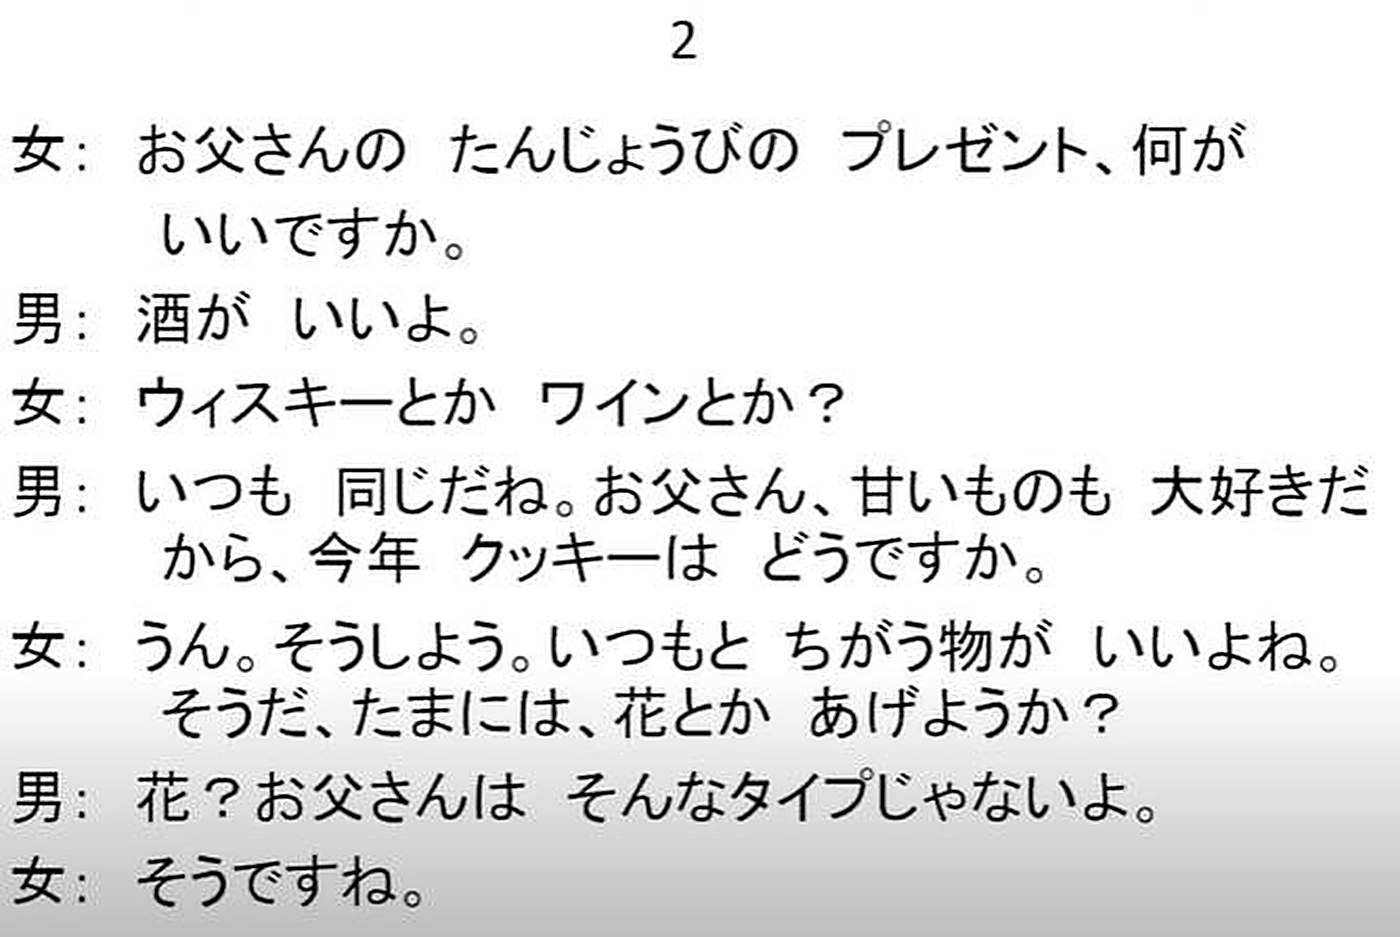 2
女： お父さんの　たんじょうびの　プレゼント、何が
いいですか。
男： 酒が　いいよ。
女： ウィスキーとか　ワインとか？
男： いつも　同じだね。お父さん、甘いものも　大好きだ
から、今年　クッキーは　どうですか。
女： うん。そうしよう。いつもと　ちがう物が　いいよね。
そうだ、たまには、花とか　あげようか？
男： 花？お父さんは　そんなタイプじゃないよ。
女： そうですね。